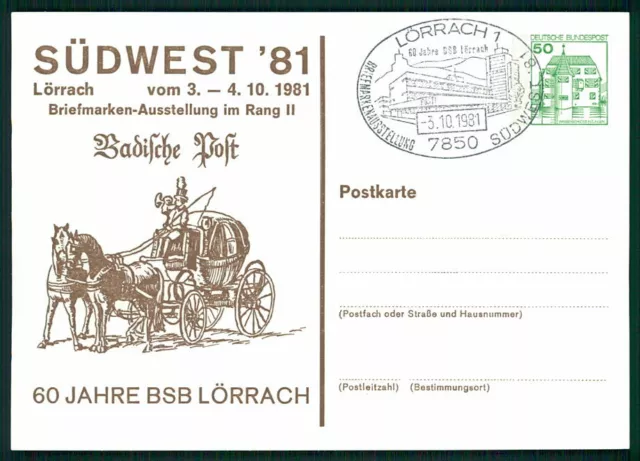 SÜDWEST '81
Lörrach vom 3. – 4. 10. 1981
Briefmarken-Ausstellung im Rang II
Badische Post
60 JAHRE BSB LÖRRACH
LÖRRACH 1
60 Jahre BSB Lörrach
BRIEFMARKENAUSSTELLUNG
SÜDWEST '81
-3.10.1981
7850
DEUTSCHE BUNDESPOST
50
Postkarte
(Postfach oder Straße und Hausnummer)
(Postleitzahl) (Bestimmungsort)